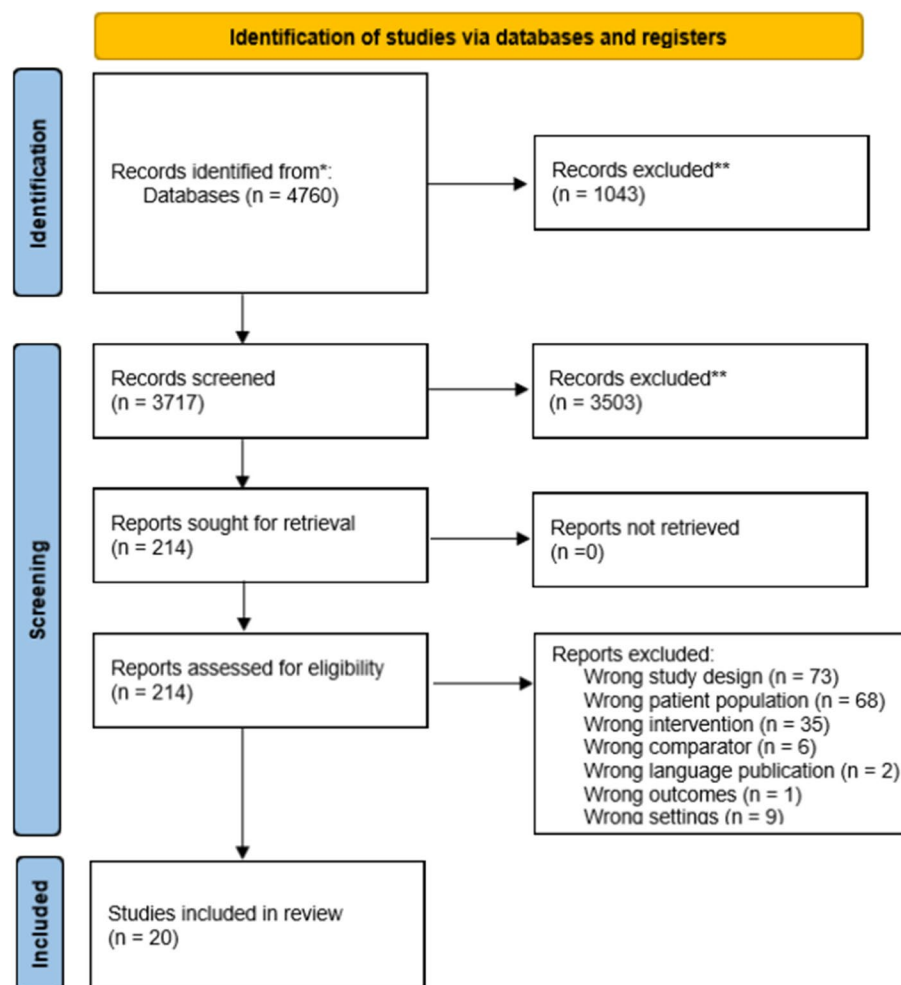 Identification of studies via databases and registers
Identification
Records identified from*:
Databases (n = 4760)
Records excluded**
(n = 1043)
Screening
Records screened
(n = 3717)
Records excluded**
(n = 3503)
Reports sought for retrieval
(n = 214)
Reports not retrieved
(n =0)
Reports assessed for eligibility
(n = 214)
Reports excluded:
Wrong study design (n = 73)
Wrong patient population (n = 68)
Wrong intervention (n = 35)
Wrong comparator (n = 6)
Wrong language publication (n = 2)
Wrong outcomes (n = 1)
Wrong settings (n = 9)
Included
Studies included in review
(n = 20)